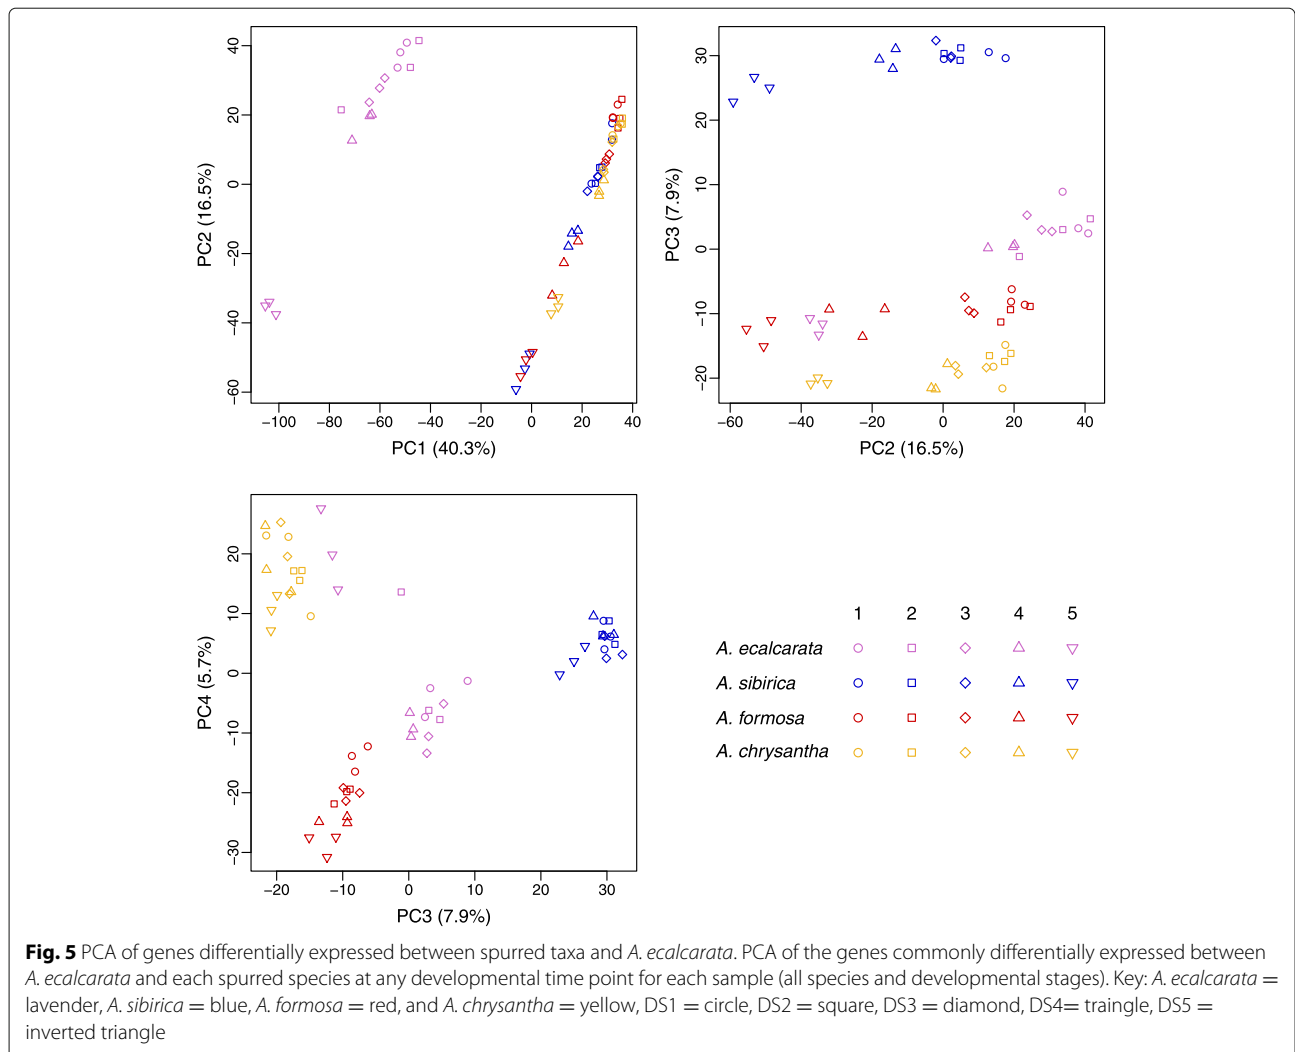 40
20
0
−20
−40
−60
PC2 (16.5%)
−100 −80 −60 −40 −20 0 20 40
PC1 (40.3%)
30
20
10
0
−10
−20
PC3 (7.9%)
−60 −40 −20 0 20 40
PC2 (16.5%)
20
10
0
−10
−20
−30
PC4 (5.7%)
−20 −10 0 10 20 30
PC3 (7.9%)
1 2 3 4 5
A. ecalcarata
A. sibirica
A. formosa
A. chrysantha
Fig. 5 PCA of genes differentially expressed between spurred taxa and A. ecalcarata. PCA of the genes commonly differentially expressed between
A. ecalcarata and each spurred species at any developmental time point for each sample (all species and developmental stages). Key: A. ecalcarata =
lavender, A. sibirica = blue, A. formosa = red, and A. chrysantha = yellow, DS1 = circle, DS2 = square, DS3 = diamond, DS4= traingle, DS5 =
inverted triangle